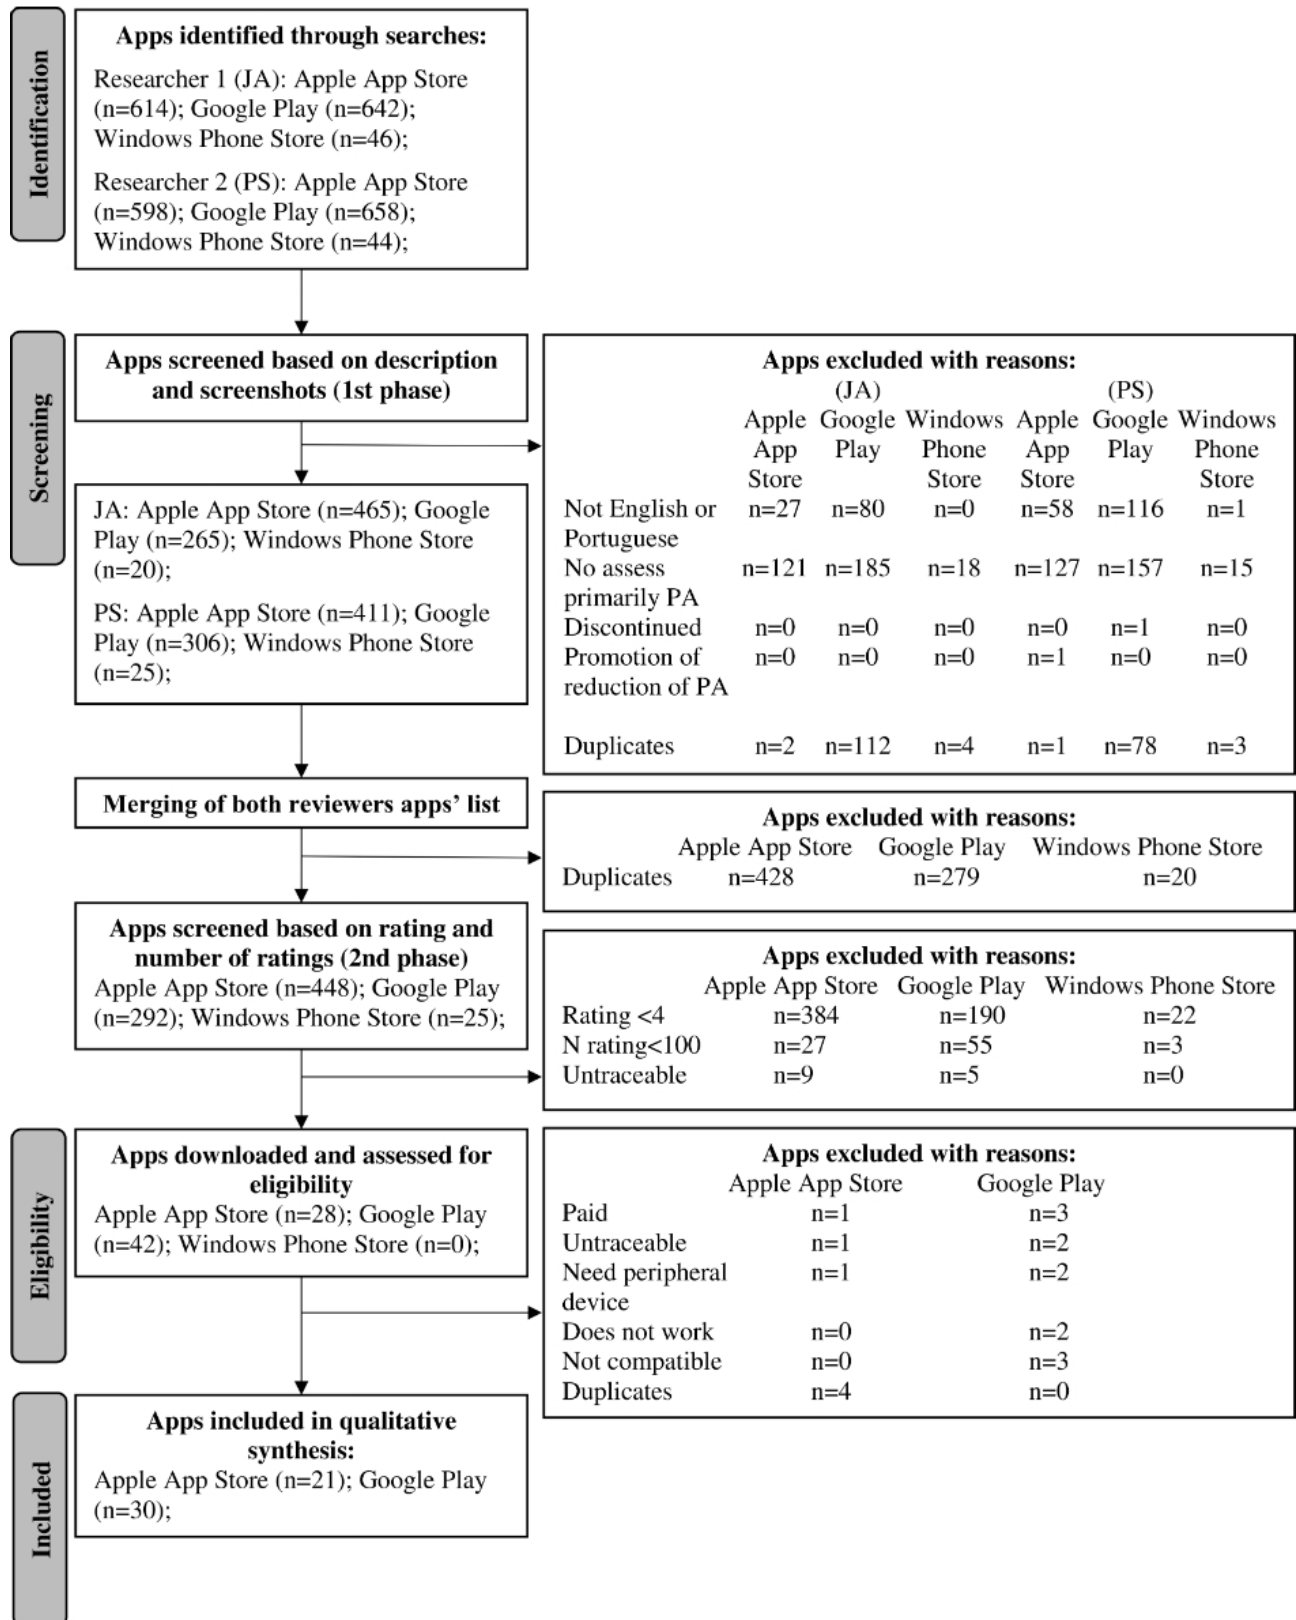 Identification
Apps identified through searches:
Researcher 1 (JA): Apple App Store
(n=614); Google Play (n=642);
Windows Phone Store (n=46);
Researcher 2 (PS): Apple App Store
(n=598); Google Play (n=658);
Windows Phone Store (n=44);
Screening
Apps screened based on description
and screenshots (1st phase)
Apps excluded with reasons:
(JA) (PS)
Apple Google Windows Apple Google Windows
App Play Phone App Play Phone
Store Store Store Store
Not English or n=27 n=80 n=0 n=58 n=116 n=1
Portuguese
No assess n=121 n=185 n=18 n=127 n=157 n=15
primarily PA
Discontinued n=0 n=0 n=0 n=0 n=1 n=0
Promotion of n=0 n=0 n=0 n=1 n=0 n=0
reduction of PA
Duplicates n=2 n=112 n=4 n=1 n=78 n=3
JA: Apple App Store (n=465); Google
Play (n=265); Windows Phone Store
(n=20);
PS: Apple App Store (n=411); Google
Play (n=306); Windows Phone Store
(n=25);
Merging of both reviewers apps’ list
Apps excluded with reasons:
Apple App Store Google Play Windows Phone Store
Duplicates n=428 n=279 n=20
Apps screened based on rating and
number of ratings (2nd phase)
Apple App Store (n=448); Google Play
(n=292); Windows Phone Store (n=25);
Apps excluded with reasons:
Apple App Store Google Play Windows Phone Store
Rating <4 n=384 n=190 n=22
N rating<100 n=27 n=55 n=3
Untraceable n=9 n=5 n=0
Eligibility
Apps downloaded and assessed for
eligibility
Apple App Store (n=28); Google Play
(n=42); Windows Phone Store (n=0);
Apps excluded with reasons:
Apple App Store Google Play
Paid n=1 n=3
Untraceable n=1 n=2
Need peripheral n=1 n=2
device
Does not work n=0 n=2
Not compatible n=0 n=3
Duplicates n=4 n=0
Included
Apps included in qualitative
synthesis:
Apple App Store (n=21); Google Play
(n=30);